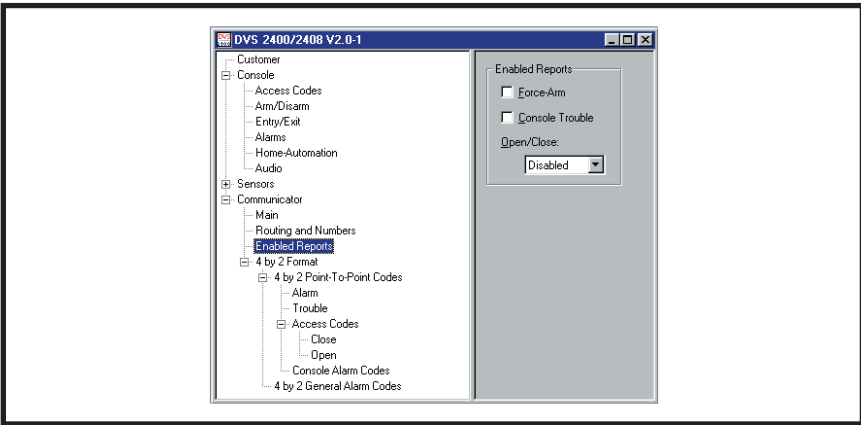 DVS 2400/2408 V2.0-1
Customer
Console
Access Codes
Arm/Disarm
Entry/Exit
Alarms
Home-Automation
Audio
Sensors
Communicator
Main
Routing and Numbers
Enabled Reports
4 by 2 Format
4 by 2 Point-To-Point Codes
Alarm
Trouble
Access Codes
Close
Open
Console Alarm Codes
4 by 2 General Alarm Codes
Enabled Reports
Force-Arm
Console Trouble
Open/Close:
Disabled